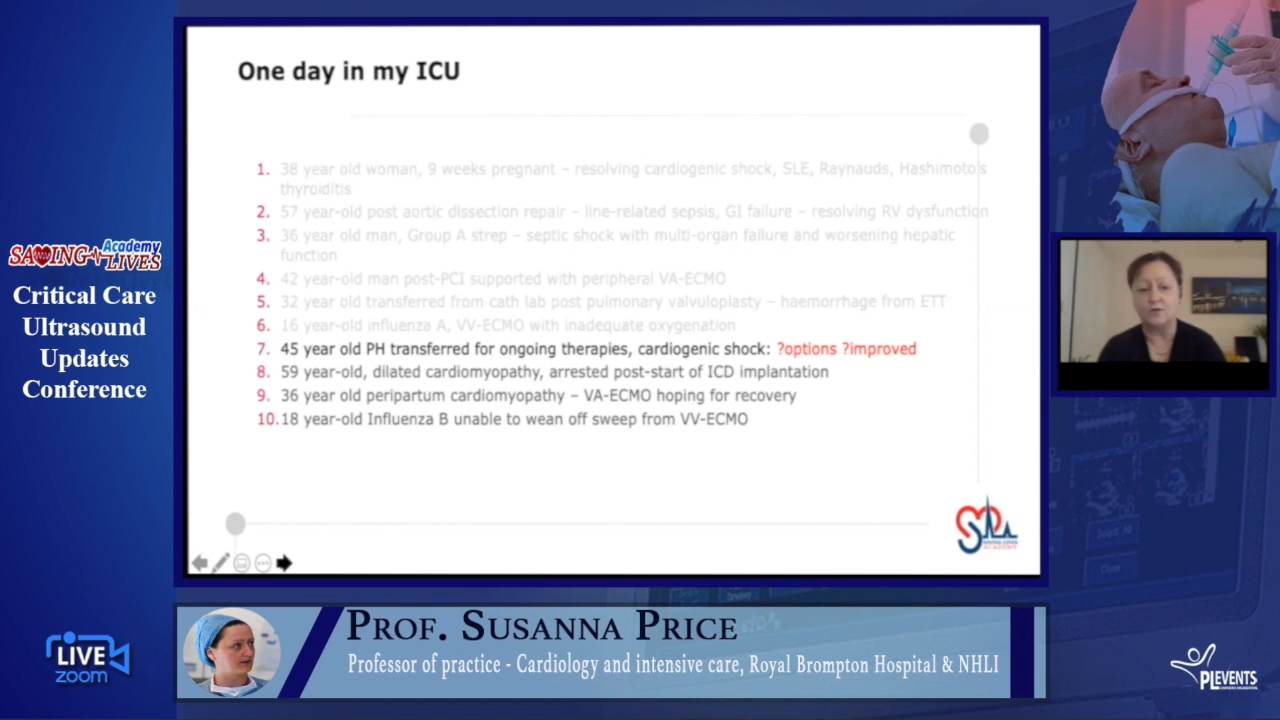 One day in my ICU
1. 38 year old woman, 9 weeks pregnant – resolving cardiogenic shock, SLE, Raynauds, Hashimoto's
thyroiditis
2. 57 year-old post aortic dissection repair – line-related sepsis, GI failure – resolving RV dysfunction
3. 36 year old man, Group A strep – septic shock with multi-organ failure and worsening hepatic
function
4. 42 year-old man post-PCI supported with peripheral VA-ECMO
5. 32 year old transferred from cath lab post pulmonary valvuloplasty – haemorrhage from ETT
6. 16 year-old influenza A, VV-ECMO with inadequate oxygenation
7. 45 year old PH transferred for ongoing therapies, cardiogenic shock: ?options ?improved
8. 59 year-old, dilated cardiomyopathy, arrested post-start of ICD implantation
9. 36 year old peripartum cardiomyopathy – VA-ECMO hoping for recovery
10. 18 year-old Influenza B unable to wean off sweep from VV-ECMO
SAVING LIVES Academy
Critical Care
Ultrasound
Updates
Conference
SAVING LIVES
ACADEMY
PROF. SUSANNA PRICE
Professor of practice - Cardiology and intensive care, Royal Brompton Hospital & NHLI
LIVE
zoom
PLEVENTS
Select All
Close